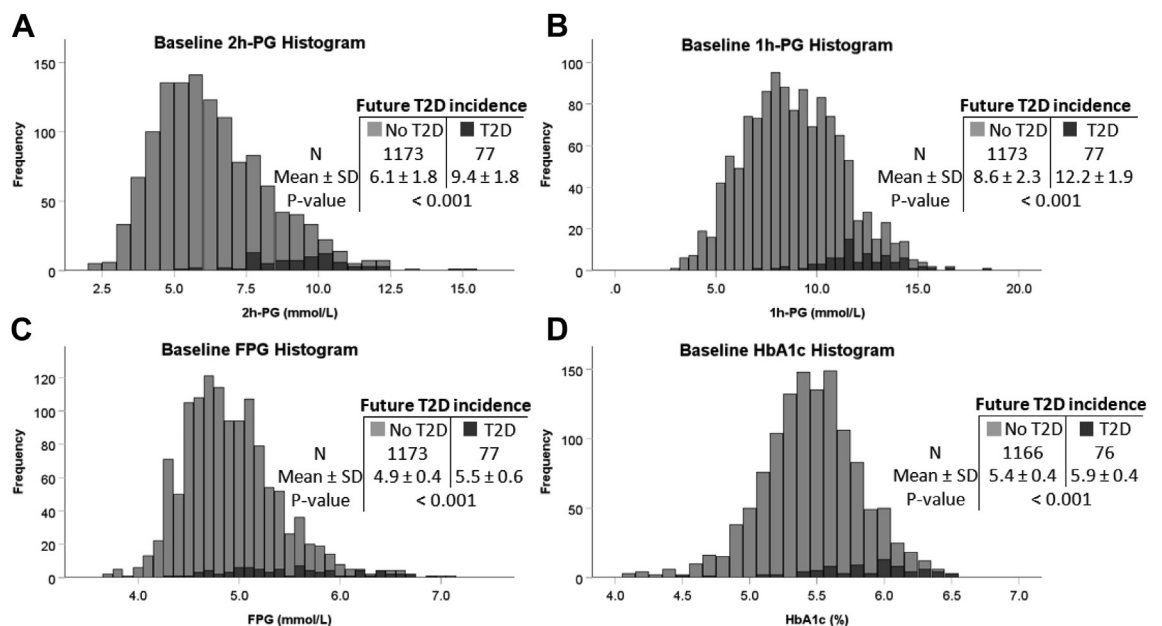 A
Baseline 2h-PG Histogram
150
100
50
0
Frequency
2.5 5.0 7.5 10.0 12.5 15.0
2h-PG (mmol/L)
Future T2D incidence
No T2D T2D
N 1173 77
Mean ± SD 6.1 ± 1.8 9.4 ± 1.8
P-value < 0.001
B
Baseline 1h-PG Histogram
100
80
60
40
20
0
Frequency
.0 5.0 10.0 15.0 20.0
1h-PG (mmol/L)
Future T2D incidence
No T2D T2D
N 1173 77
Mean ± SD 8.6 ± 2.3 12.2 ± 1.9
P-value < 0.001
C
Baseline FPG Histogram
120
100
80
60
40
20
0
Frequency
4.0 5.0 6.0 7.0
FPG (mmol/L)
Future T2D incidence
No T2D T2D
N 1173 77
Mean ± SD 4.9 ± 0.4 5.5 ± 0.6
P-value < 0.001
D
Baseline HbA1c Histogram
150
100
50
0
Frequency
4.0 4.5 5.0 5.5 6.0 6.5 7.0
HbA1c (%)
Future T2D incidence
No T2D T2D
N 1166 76
Mean ± SD 5.4 ± 0.4 5.9 ± 0.4
P-value < 0.001